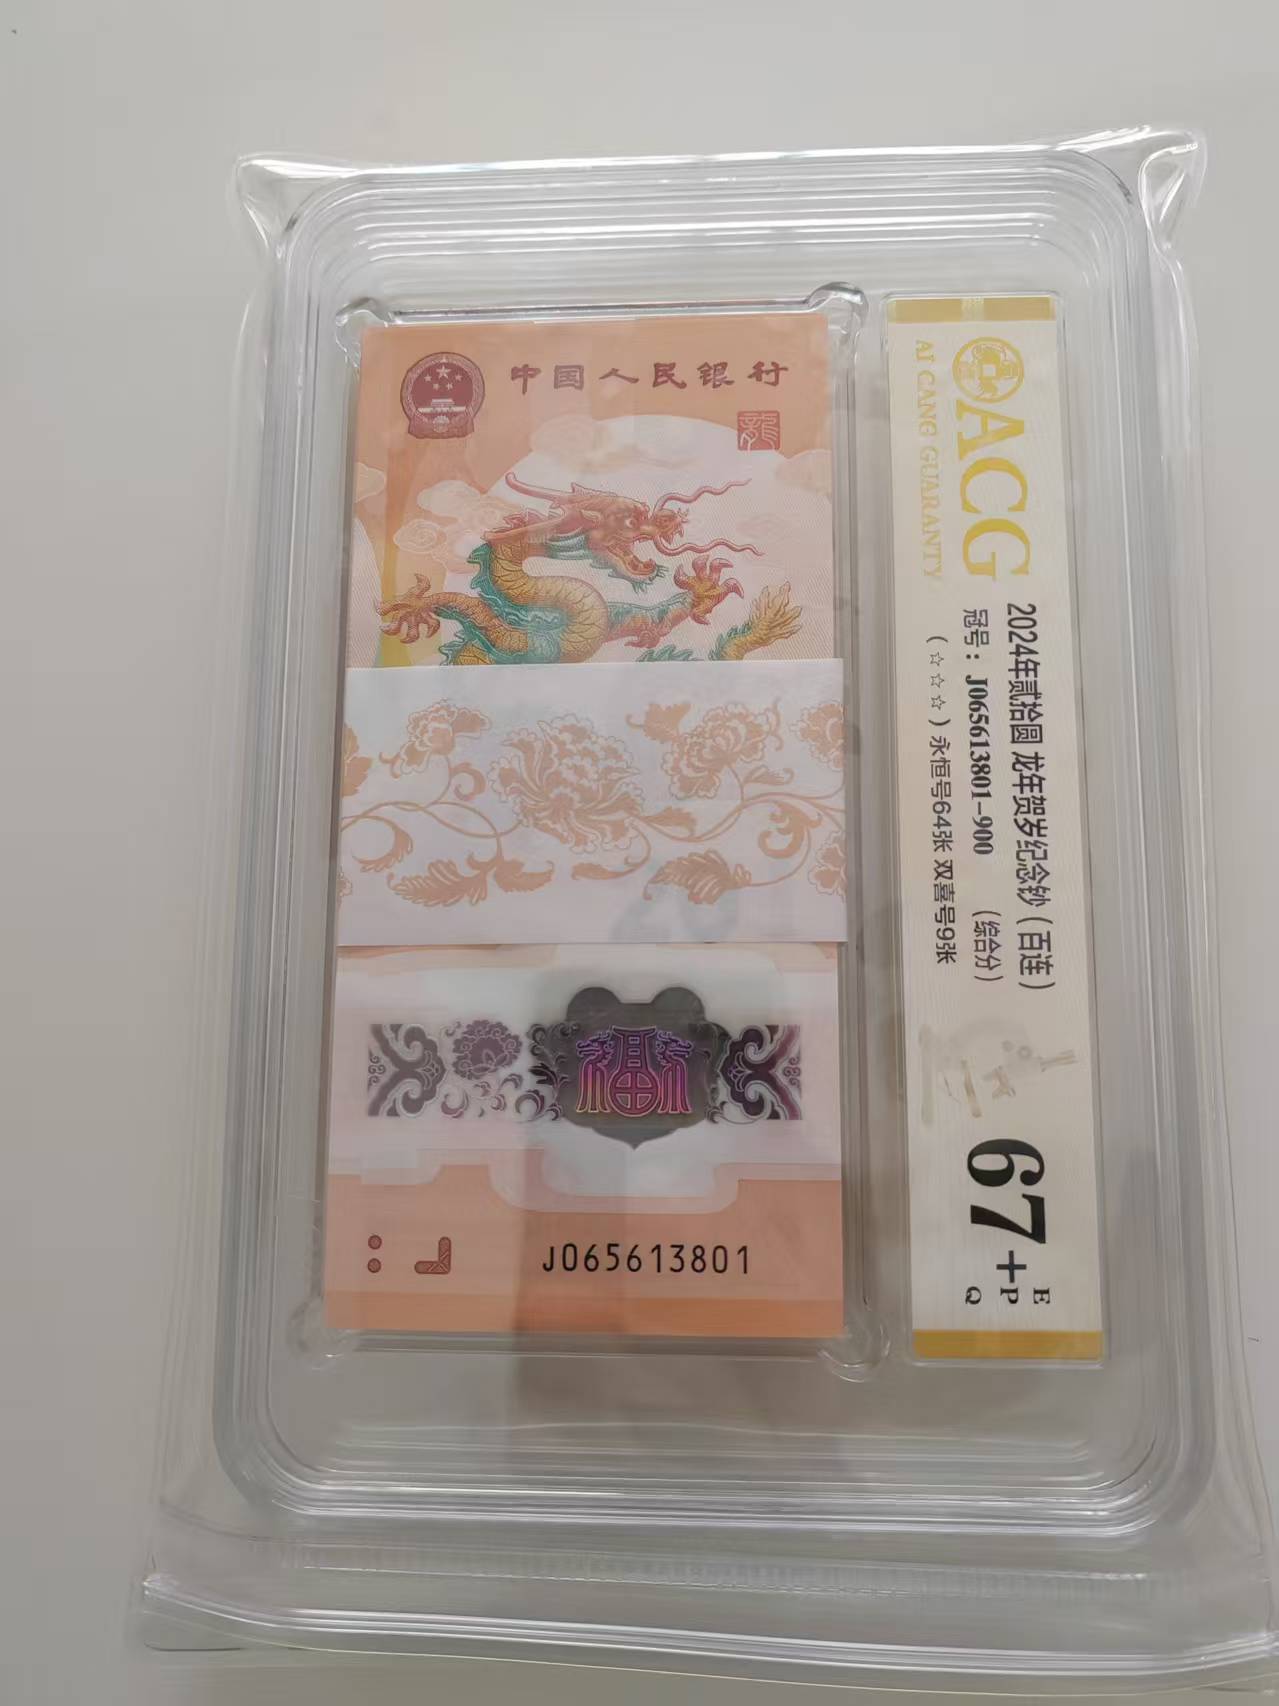 中国人民银行
龍
福
J065613801
ACG
AI CANG GUARANTY
2024年贰拾圆 龙年贺岁纪念钞（百连）
冠号：J065613801-900 （综合分）
（☆☆☆）永恒号64张 双喜号9张
67+
E
P
Q